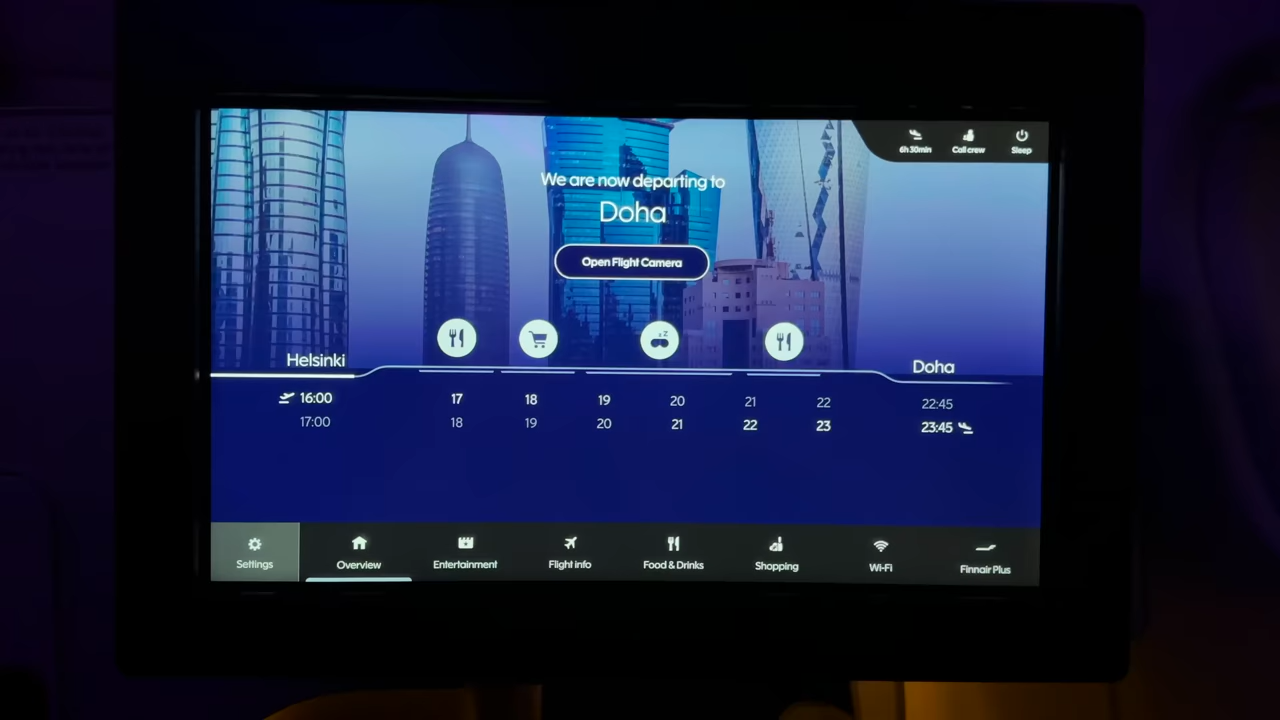 6h 30min Call crew Sleep
We are now departing to
Doha
Open Flight Camera
Helsinki Doha
16:00 17 18 19 20 21 22 22:45
17:00 18 19 20 21 22 23 23:45
Settings Overview Entertainment Flight info Food & Drinks Shopping Wi-Fi Finnair Plus